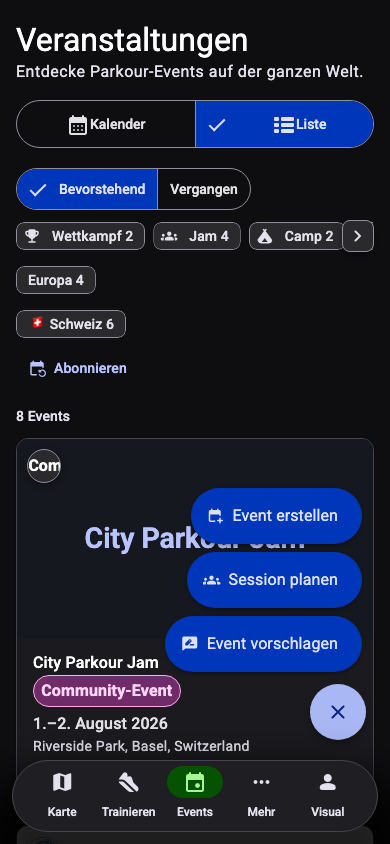 Veranstaltungen
Entdecke Parkour-Events auf der ganzen Welt.
Kalender
Liste
Bevorstehend
Vergangen
Wettkampf 2
Jam 4
Camp 2
Europa 4
Schweiz 6
Abonnieren
8 Events
Com
City Parkour Jam
Event erstellen
Session planen
Event vorschlagen
City Parkour Jam
Community-Event
1.–2. August 2026
Riverside Park, Basel, Switzerland
Karte
Trainieren
Events
Mehr
Visual